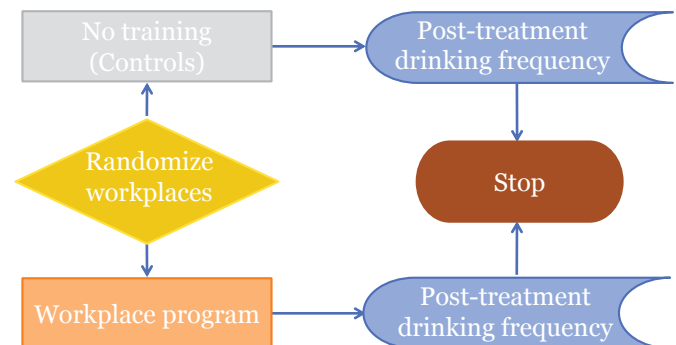 No training
(Controls)
Post-treatment
drinking frequency
Randomize
workplaces
Stop
Workplace program
Post-treatment
drinking frequency